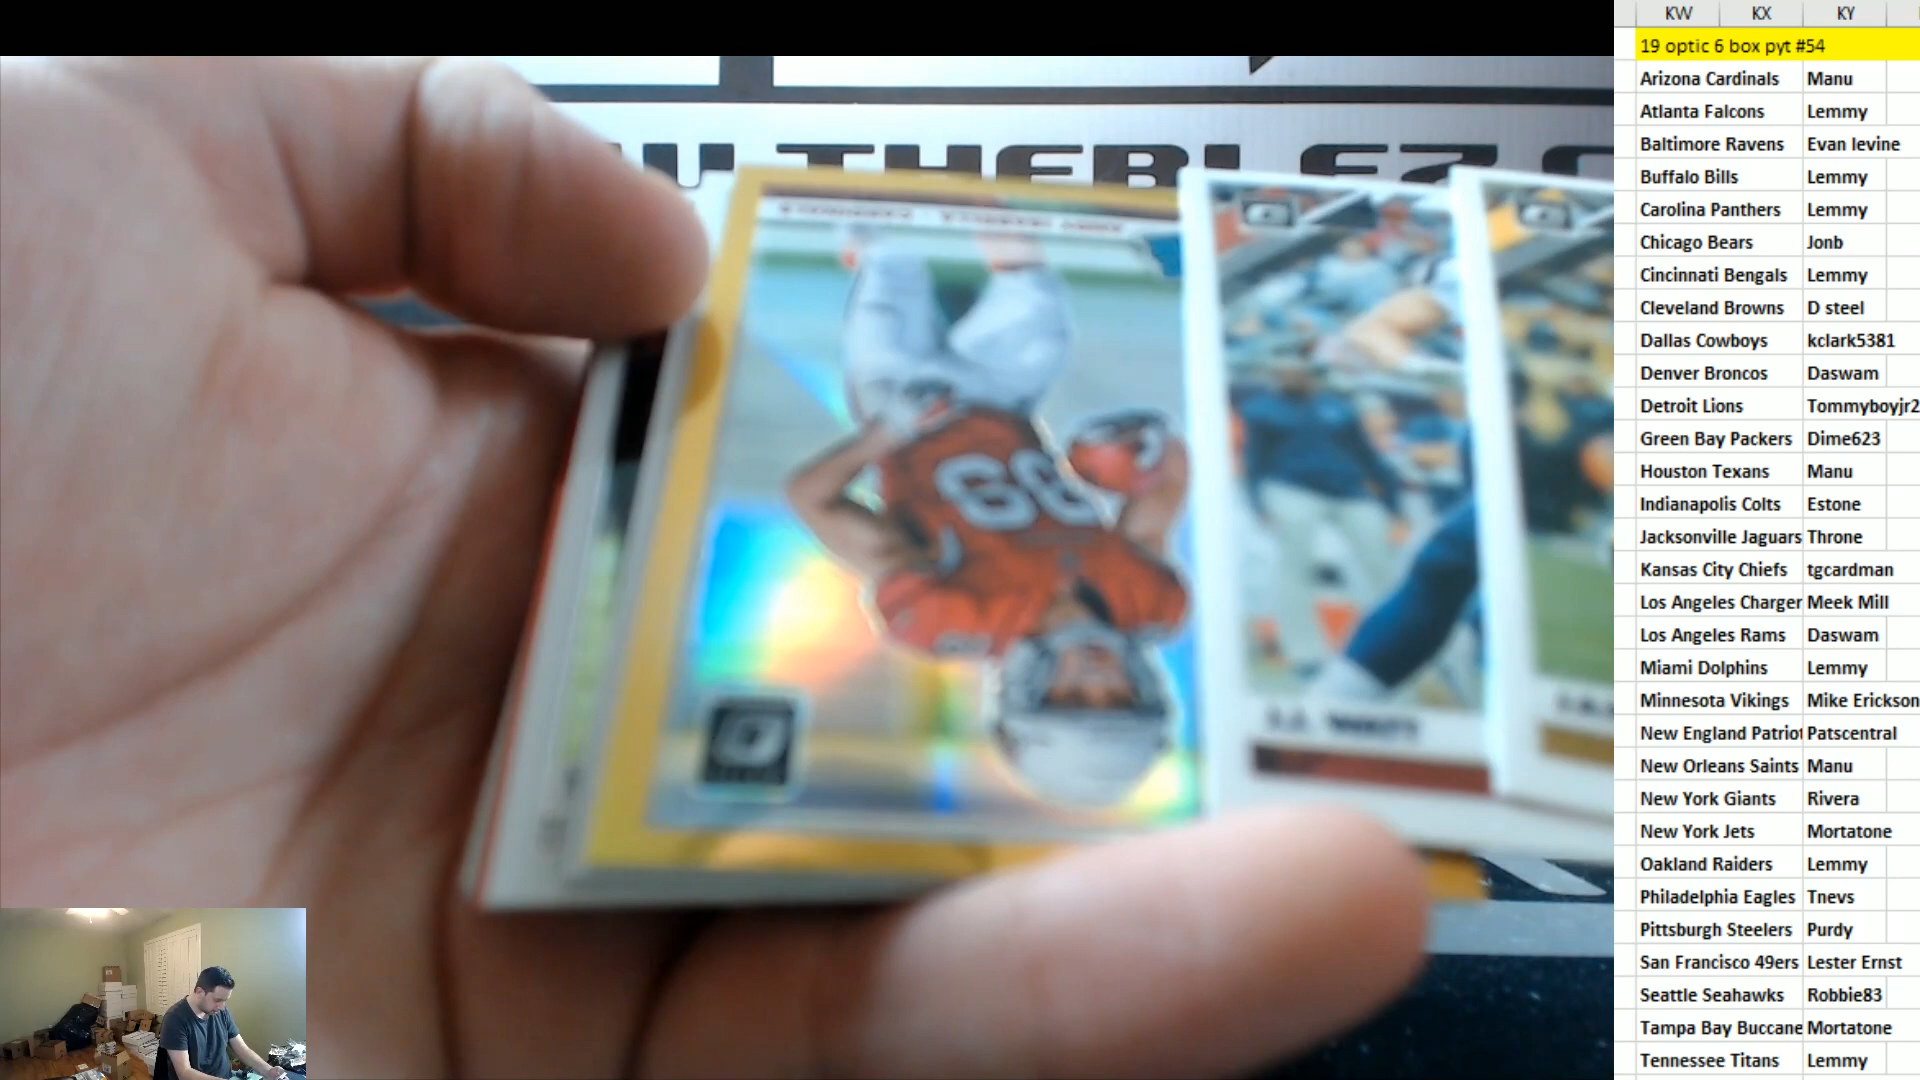 KW KX KY
19 optic 6 box pyt #54
Arizona Cardinals Manu
Atlanta Falcons Lemmy
Baltimore Ravens Evan levine
Buffalo Bills Lemmy
Carolina Panthers Lemmy
Chicago Bears Jonb
Cincinnati Bengals Lemmy
Cleveland Browns D steel
Dallas Cowboys kclark5381
Denver Broncos Daswam
Detroit Lions Tommyboyjr2
Green Bay Packers Dime623
Houston Texans Manu
Indianapolis Colts Estone
Jacksonville Jaguars Throne
Kansas City Chiefs tgcardman
Los Angeles Charger Meek Mill
Los Angeles Rams Daswam
Miami Dolphins Lemmy
Minnesota Vikings Mike Erickson
New England Patriot Patscentral
New Orleans Saints Manu
New York Giants Rivera
New York Jets Mortatone
Oakland Raiders Lemmy
Philadelphia Eagles Tnevs
Pittsburgh Steelers Purdy
San Francisco 49ers Lester Ernst
Seattle Seahawks Robbie83
Tampa Bay Buccane Mortatone
Tennessee Titans Lemmy
THEBLEZ
J.J. WATT